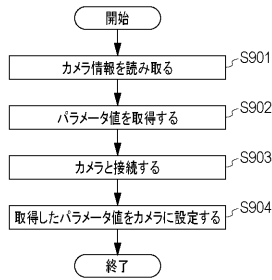 開始
カメラ情報を読み取る
S901
パラメータ値を取得する
S902
カメラと接続する
S903
取得したパラメータ値をカメラに設定する
S904
終了